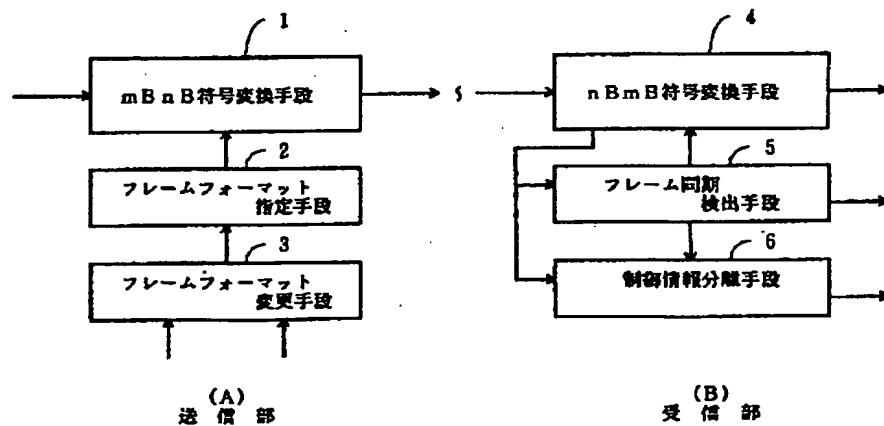 1
mBnB符号変換手段
2
フレームフォーマット
指定手段
3
フレームフォーマット
変更手段
(A)
送信部
4
nBmB符号変換手段
5
フレーム同期
検出手段
6
制御情報分離手段
(B)
受信部